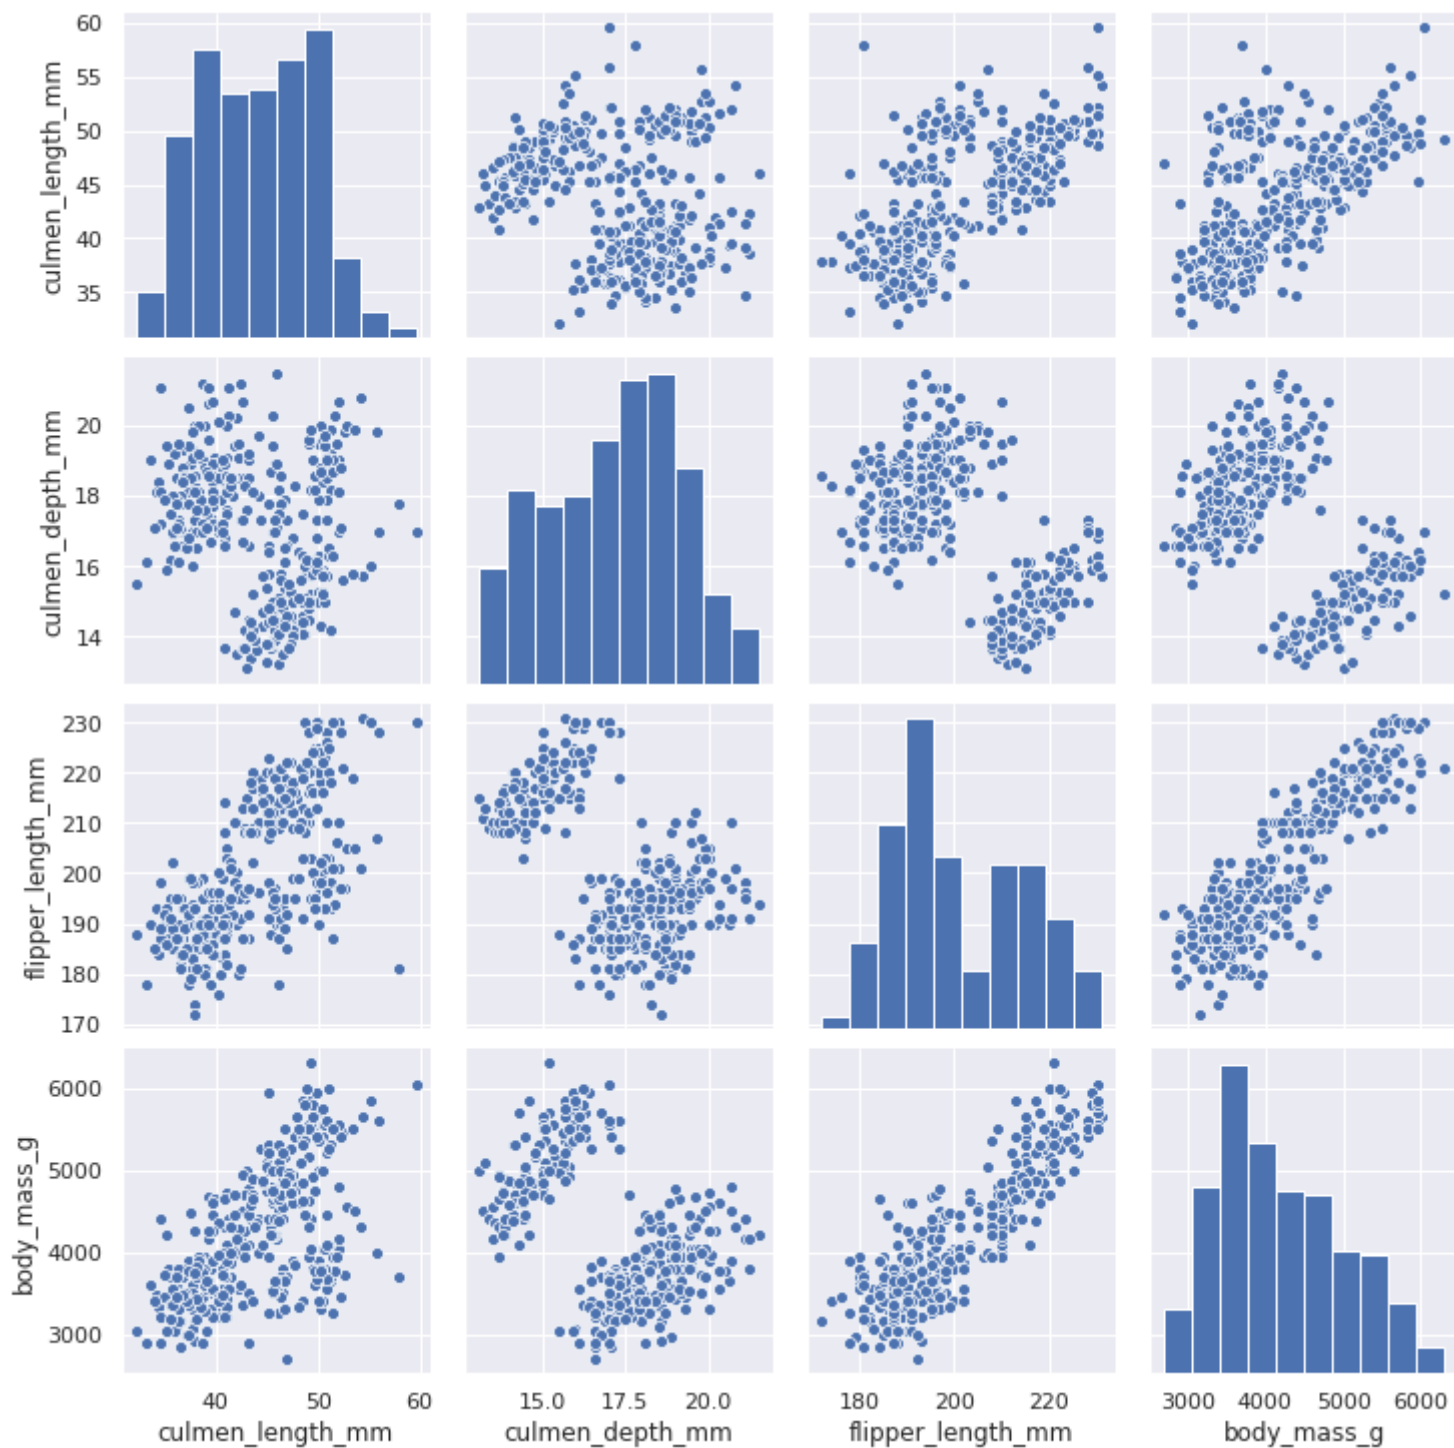 60
55
50
45
40
35
culmen_length_mm
20
18
16
14
culmen_depth_mm
230
220
210
200
190
180
170
flipper_length_mm
6000
5000
4000
3000
body_mass_g
40 50 60
culmen_length_mm
15.0 17.5 20.0
culmen_depth_mm
180 200 220
flipper_length_mm
3000 4000 5000 6000
body_mass_g